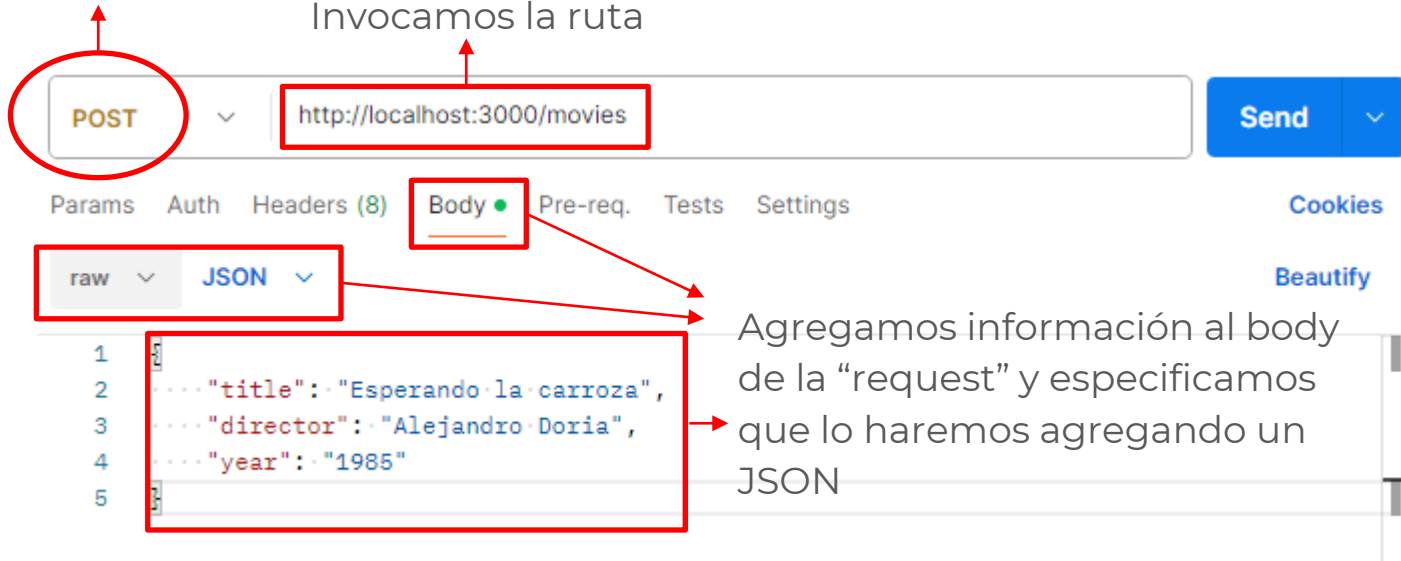 Invocamos la ruta
POST
http://localhost:3000/movies
Send
Params Auth Headers (8) Body Pre-req. Tests Settings Cookies
raw JSON Beautify
1 {
2 ····"title":·"Esperando·la·carroza",
3 ····"director":·"Alejandro·Doria",
4 ····"year":·"1985"
5 }
Agregamos información al body
de la “request” y especificamos
que lo haremos agregando un
JSON